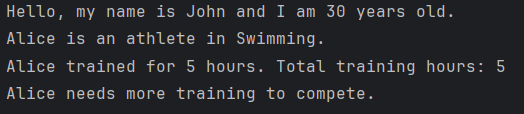 Hello, my name is John and I am 30 years old.
Alice is an athlete in Swimming.
Alice trained for 5 hours. Total training hours: 5
Alice needs more training to compete.